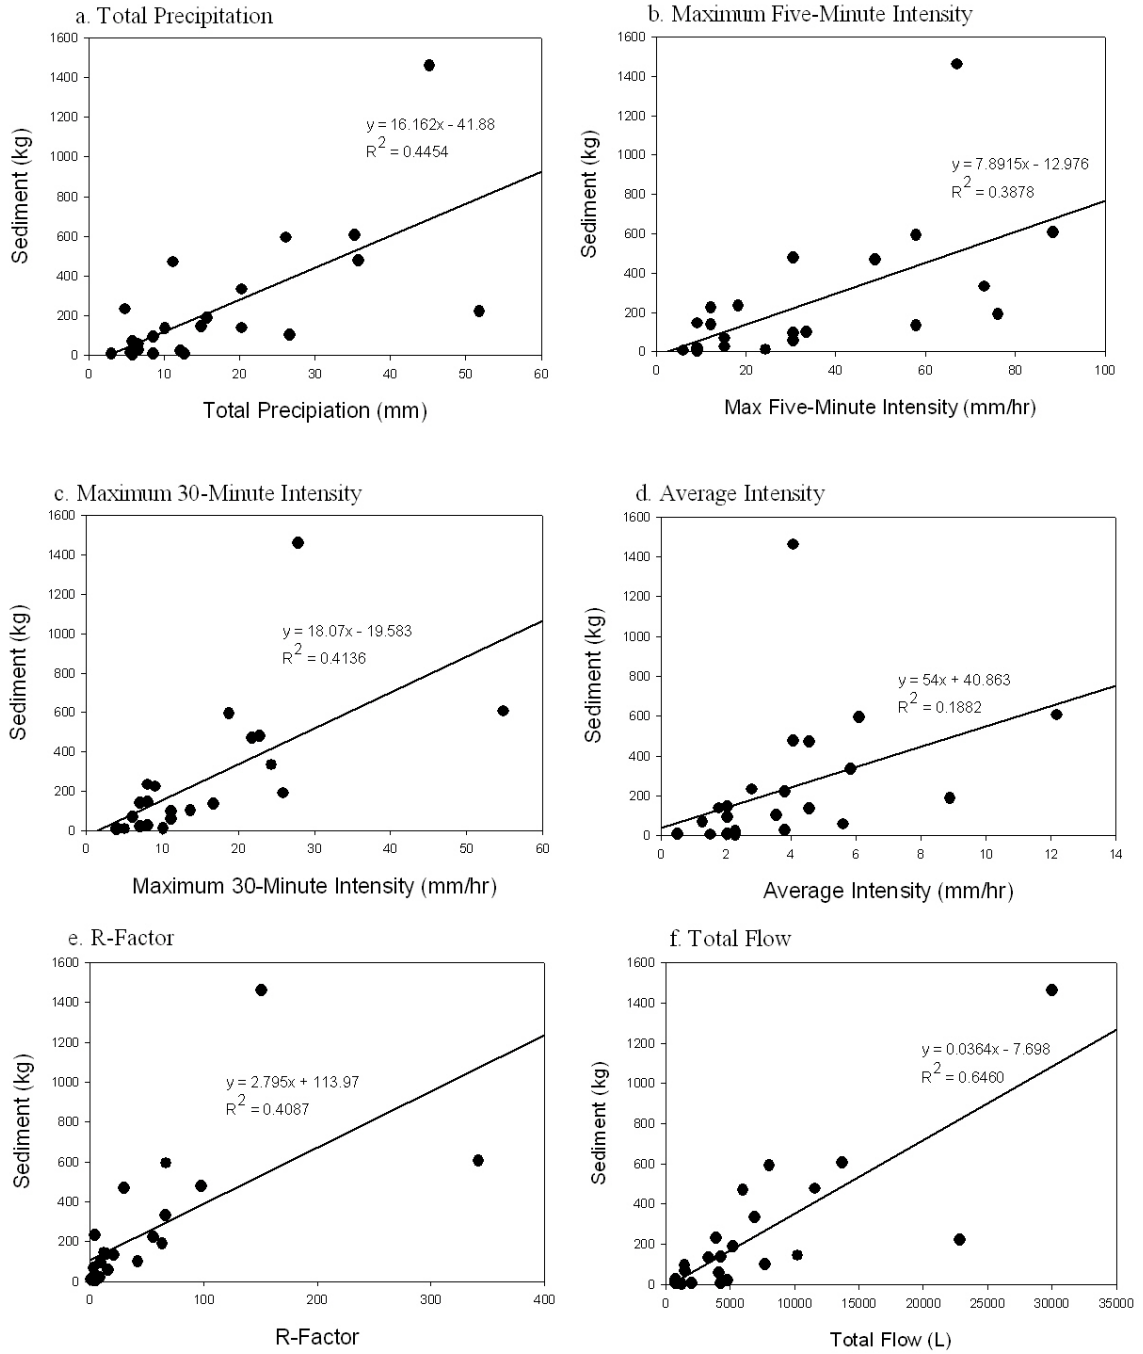 a. Total Precipitation
1600
1400
1200
1000
800
600
400
200
0
0 10 20 30 40 50 60
Sediment (kg)
y = 16.162x - 41.88
R2 = 0.4454
Total Precipiation (mm)
b. Maximum Five-Minute Intensity
1600
1400
1200
1000
800
600
400
200
0
0 20 40 60 80 100
Sediment (kg)
y = 7.8915x - 12.976
R2 = 0.3878
Max Five-Minute Intensity (mm/hr)
c. Maximum 30-Minute Intensity
1600
1400
1200
1000
800
600
400
200
0
0 10 20 30 40 50 60
Sediment (kg)
y = 18.07x - 19.583
R2 = 0.4136
Maximum 30-Minute Intensity (mm/hr)
d. Average Intensity
1600
1400
1200
1000
800
600
400
200
0
0 2 4 6 8 10 12 14
Sediment (kg)
y = 54x + 40.863
R2 = 0.1882
Average Intensity (mm/hr)
e. R-Factor
1600
1400
1200
1000
800
600
400
200
0
0 100 200 300 400
Sediment (kg)
y = 2.795x + 113.97
R2 = 0.4087
R-Factor
f. Total Flow
1600
1400
1200
1000
800
600
400
200
0
0 5000 10000 15000 20000 25000 30000 35000
Sediment (kg)
y = 0.0364x - 7.698
R2 = 0.6460
Total Flow (L)